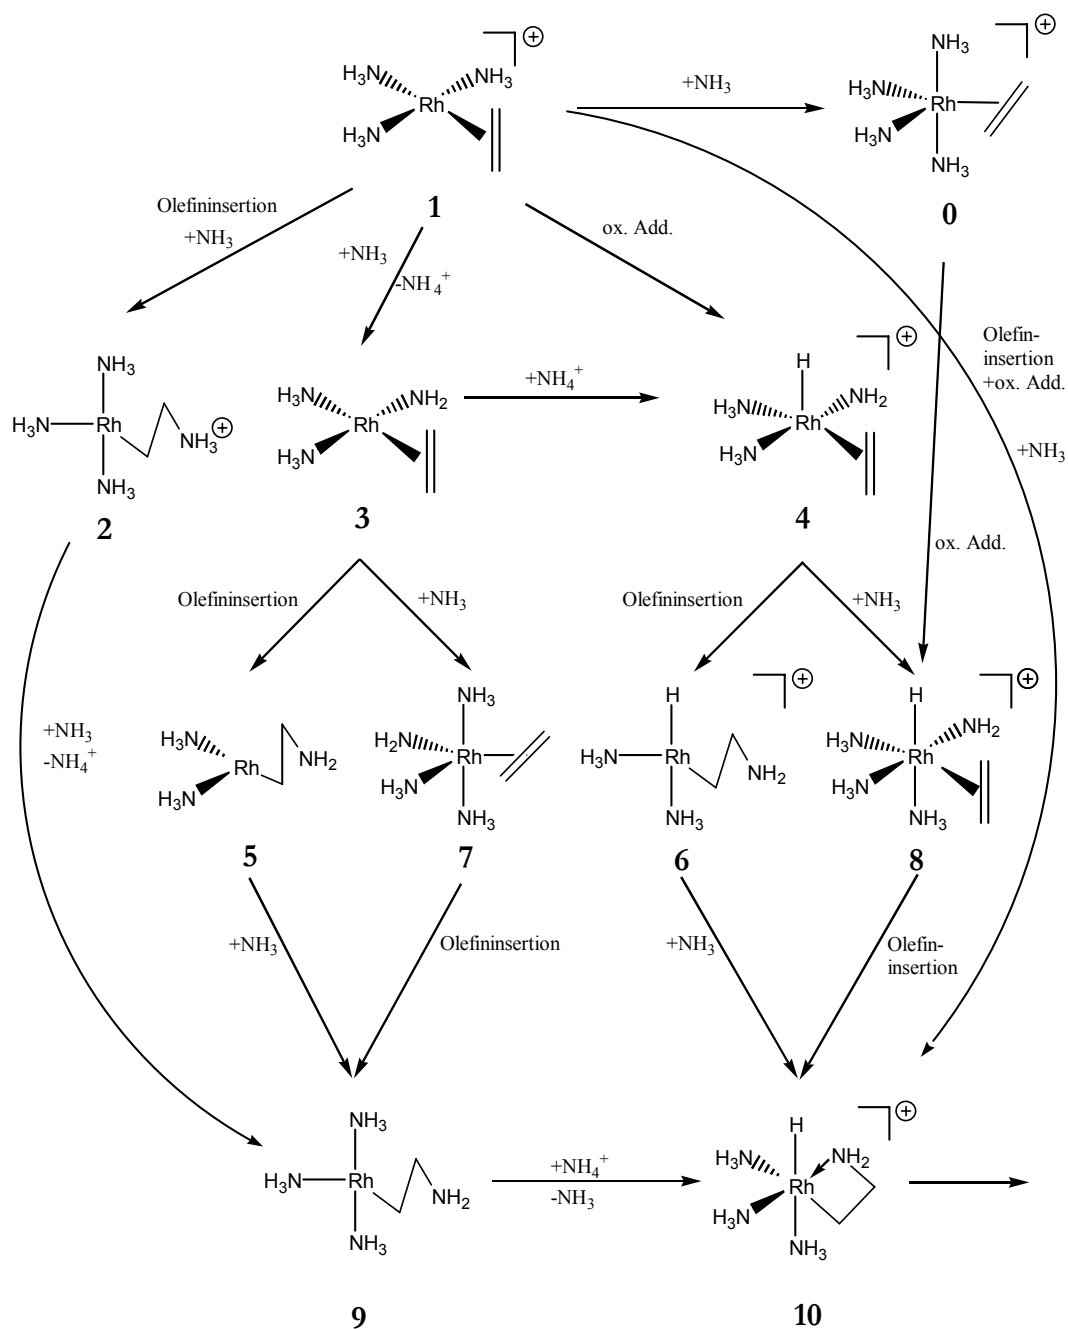 ⊕
H3N
NH3
Rh
H3N
1
+NH3
⊕
NH3
H3N
Rh
H3N
NH3
0
Olefininsertion
+NH3
+NH3
-NH4+
ox. Add.
Olefin-
insertion
+ox. Add.
+NH3
NH3
H3N
Rh
NH3
⊕
NH3
2
H3N
NH2
Rh
H3N
3
+NH4+
⊕
H
H3N
NH2
Rh
H3N
4
ox. Add.
Olefininsertion
+NH3
Olefininsertion
+NH3
+NH3
-NH4+
H3N
Rh
NH2
H3N
5
NH3
H2N
Rh
H3N
NH3
7
⊕
H
H3N
Rh
NH2
NH3
6
⊕
H
H3N
NH2
Rh
H3N
NH3
8
+NH3
Olefininsertion
+NH3
Olefin-
insertion
NH3
H3N
Rh
NH2
NH3
9
+NH4+
-NH3
⊕
H
H3N
NH2
Rh
H3N
NH3
10